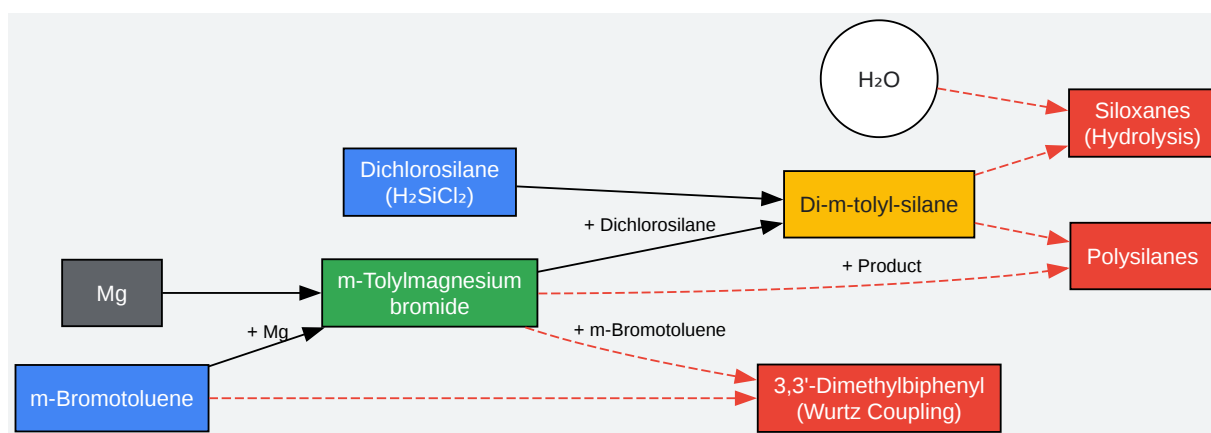 H₂O
Siloxanes
(Hydrolysis)
Dichlorosilane
(H₂SiCl₂)
Di-m-tolyl-silane
+ Dichlorosilane
Polysilanes
+ Product
Mg
m-Tolylmagnesium
bromide
+ Mg
+ m-Bromotoluene
m-Bromotoluene
3,3'-Dimethylbiphenyl
(Wurtz Coupling)